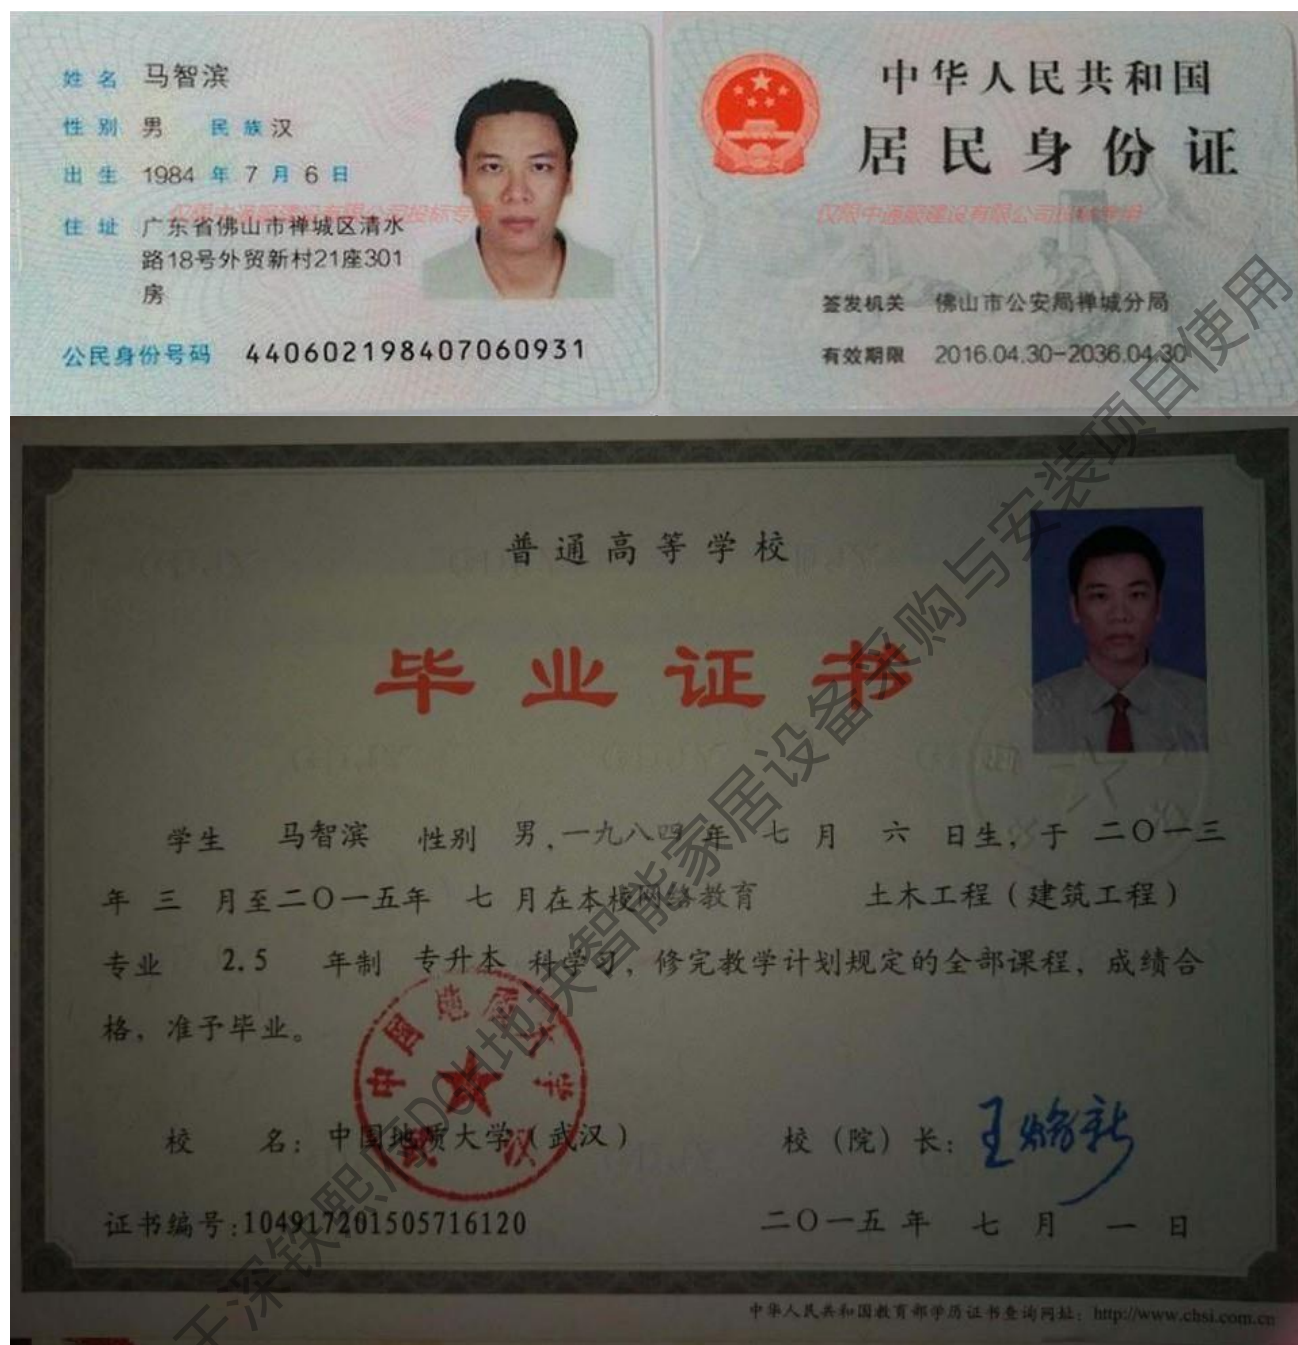 姓名 马智滨
性别 男 民族 汉
出生 1984 年 7 月 6 日
住址 广东省佛山市禅城区清水
路18号外贸新村21座301
房
公民身份号码 440602198407060931
中华人民共和国
居民身份证
签发机关 佛山市公安局禅城分局
有效期限 2016.04.30-2036.04.30
普通高等学校
毕业证书
学生 马智滨 性别 男，一九八四年 七 月 六 日生，于 二〇一三
年 三 月至二〇一五年 七 月在本校网络教育 土木工程（建筑工程）
专业 2.5 年制 专升本 科学习，修完教学计划规定的全部课程，成绩合
格，准予毕业。
中国地质大学
武汉
校 名：中国地质大学（武汉） 校（院）长：
证书编号:104917201505716120 二〇一五年 七 月 一 日
中华人民共和国教育部学历证书查询网址：http://www.chsi.com.cn
地块智能家居设备采购与安装项目使用